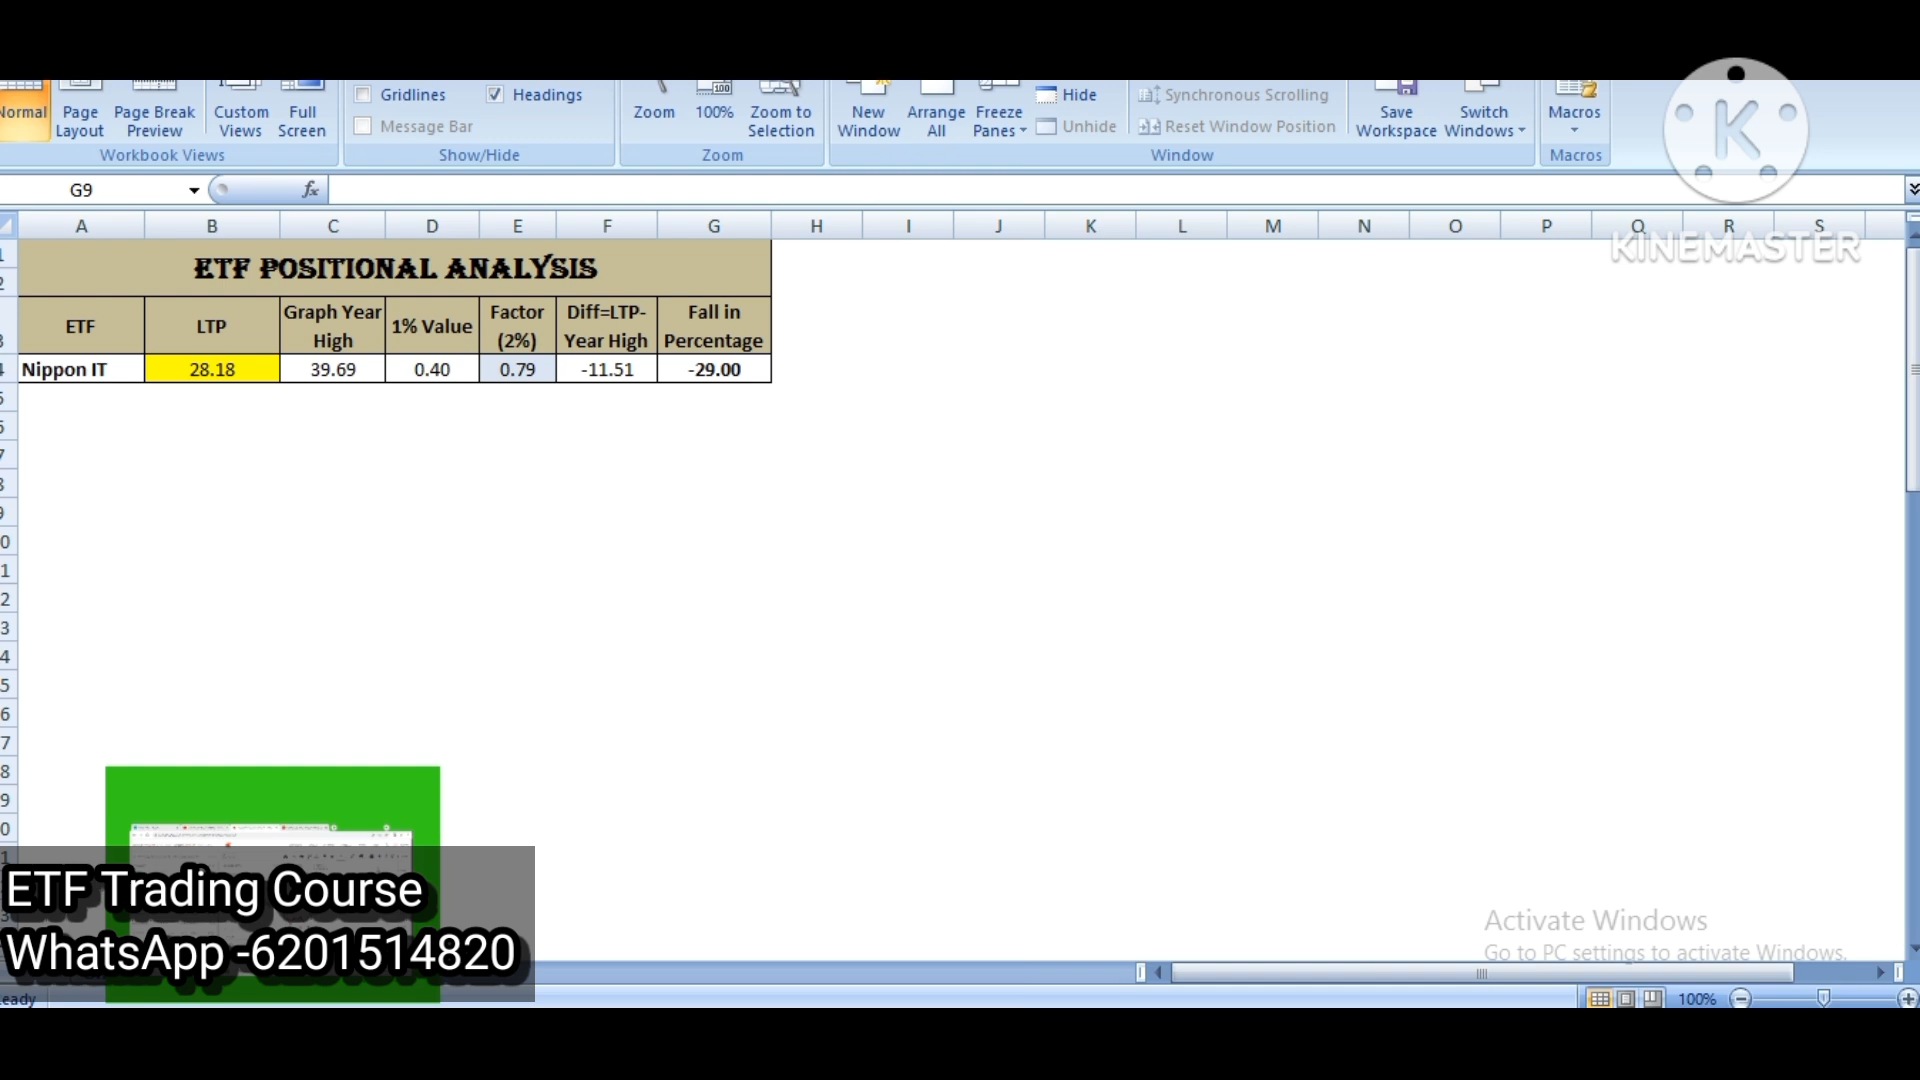 Normal
Page Layout
Page Break Preview
Custom Views
Full Screen
Workbook Views
Gridlines
Headings
Message Bar
Show/Hide
Zoom
100%
Zoom to Selection
Zoom
New Window
Arrange All
Freeze Panes
Hide
Unhide
Synchronous Scrolling
Reset Window Position
Window
Save Workspace
Switch Windows
Macros
Macros
K
KINEMASTER
G9
fx
A B C D E F G H I J K L M N O P Q R S
ETF POSITIONAL ANALYSIS
ETF LTP Graph Year High 1% Value Factor (2%) Diff=LTP-Year High Fall in Percentage
Nippon IT 28.18 39.69 0.40 0.79 -11.51 -29.00
ETF Trading Course
WhatsApp -6201514820
Activate Windows
Go to PC settings to activate Windows.
100%